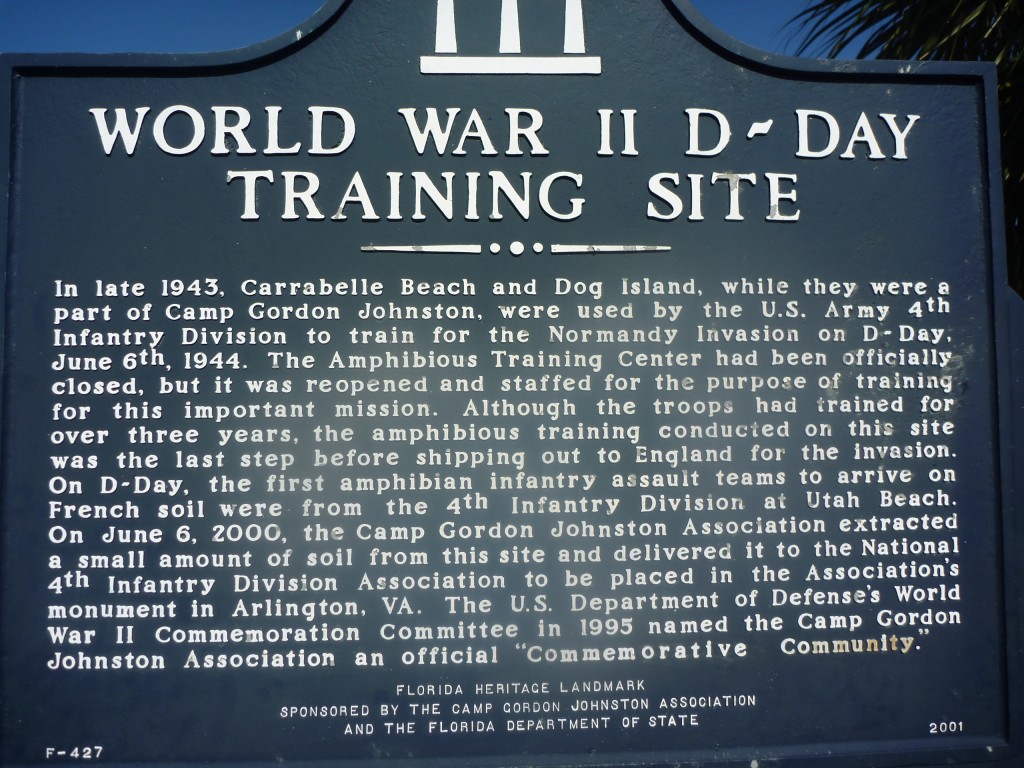 WORLD WAR II D-DAY
TRAINING SITE
In late 1943, Carrabelle Beach and Dog Island, while they were a
part of Camp Gordon Johnston, were used by the U.S. Army 4th
Infantry Division to train for the Normandy Invasion on D-Day,
June 6th, 1944. The Amphibious Training Center had been officially
closed, but it was reopened and staffed for the purpose of training
for this important mission. Although the troops had trained for
over three years, the amphibious training conducted on this site
was the last step before shipping out to England for the invasion.
On D-Day, the first amphibian infantry assault teams to arrive on
French soil were from the 4th Infantry Division at Utah Beach.
On June 6, 2000, the Camp Gordon Johnston Association extracted
a small amount of soil from this site and delivered it to the National
4th Infantry Division Association to be placed in the Association's
monument in Arlington, VA. The U.S. Department of Defense's World
War II Commemoration Committee in 1995 named the Camp Gordon
Johnston Association an official "Commemorative Community."
FLORIDA HERITAGE LANDMARK
SPONSORED BY THE CAMP GORDON JOHNSTON ASSOCIATION
AND THE FLORIDA DEPARTMENT OF STATE
F-427
2001